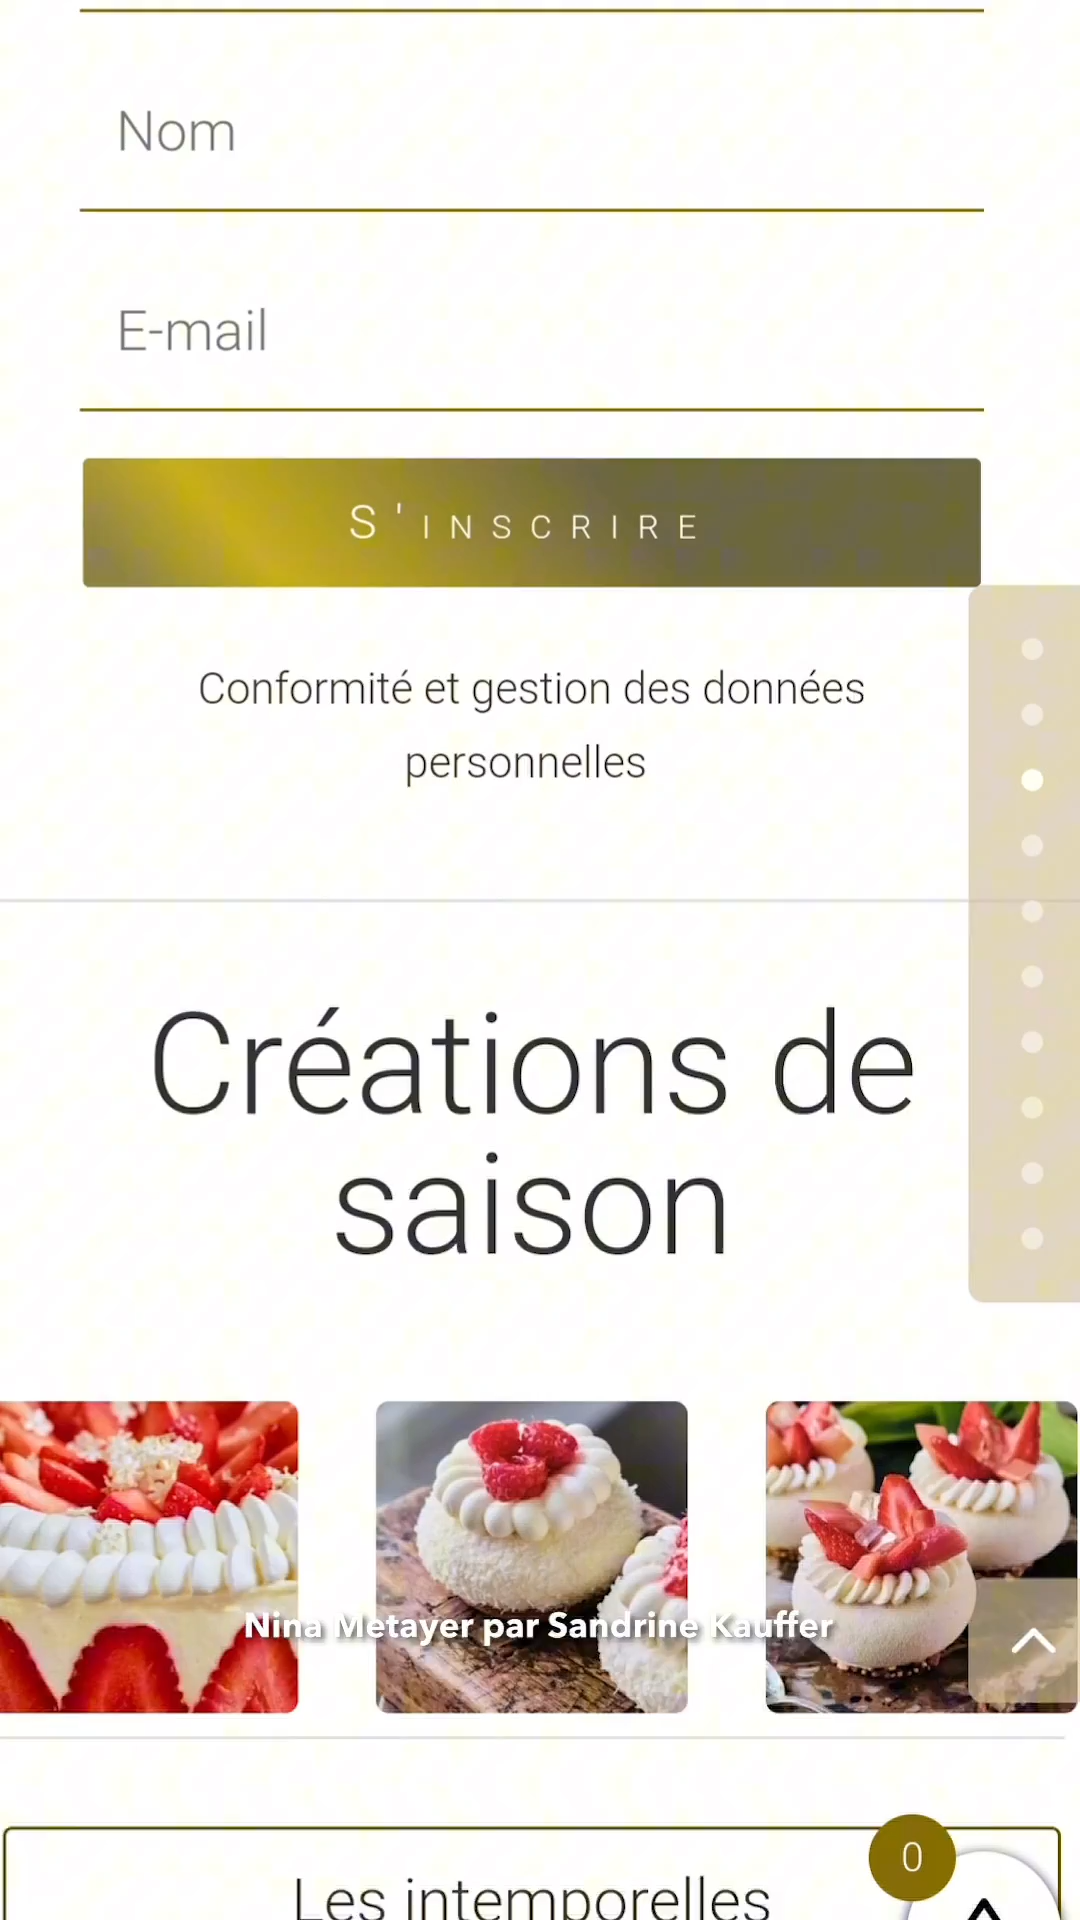 Nom
E-mail
S'INSCRIRE
Conformité et gestion des données
personnelles
Créations de
saison
Nina Metayer par Sandrine Kauffer
0
Les intemporelles